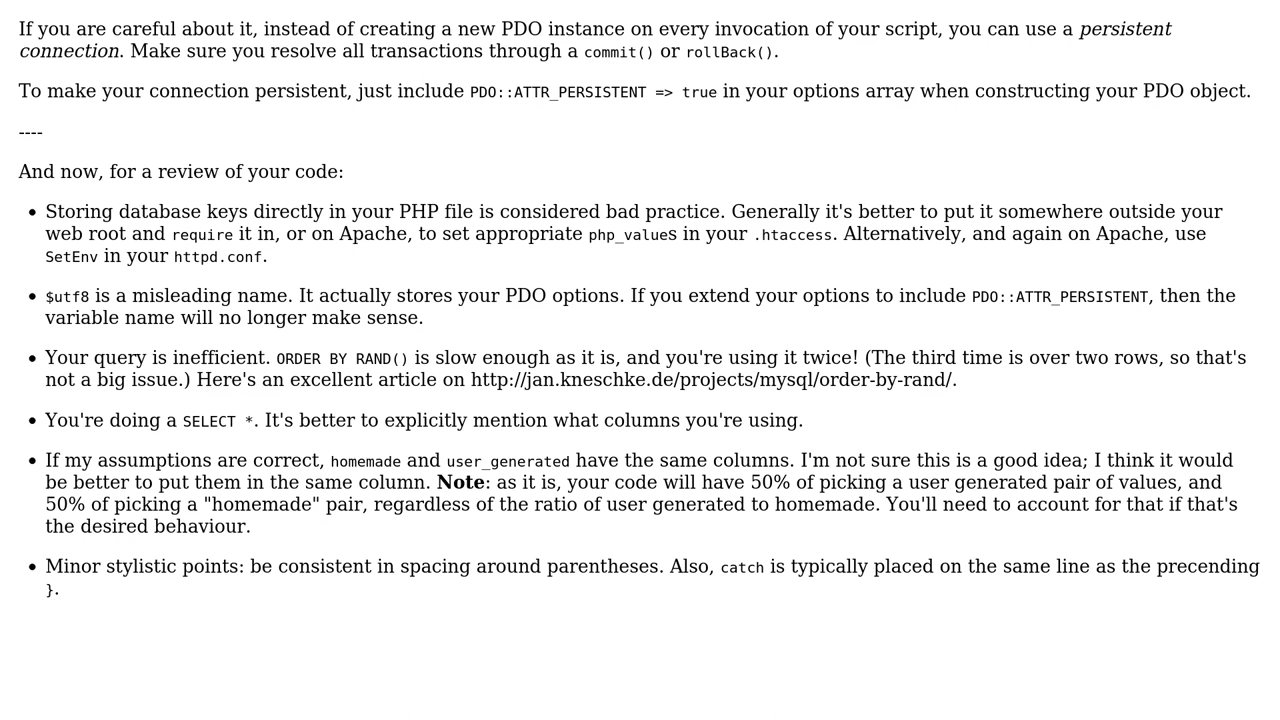 If you are careful about it, instead of creating a new PDO instance on every invocation of your script, you can use a persistent
connection. Make sure you resolve all transactions through a commit() or rollBack().
To make your connection persistent, just include PDO::ATTR_PERSISTENT => true in your options array when constructing your PDO object.
----
And now, for a review of your code:
• Storing database keys directly in your PHP file is considered bad practice. Generally it's better to put it somewhere outside your
web root and require it in, or on Apache, to set appropriate php_values in your .htaccess. Alternatively, and again on Apache, use
SetEnv in your httpd.conf.
• $utf8 is a misleading name. It actually stores your PDO options. If you extend your options to include PDO::ATTR_PERSISTENT, then the
variable name will no longer make sense.
• Your query is inefficient. ORDER BY RAND() is slow enough as it is, and you're using it twice! (The third time is over two rows, so that's
not a big issue.) Here's an excellent article on http://jan.kneschke.de/projects/mysql/order-by-rand/.
• You're doing a SELECT *. It's better to explicitly mention what columns you're using.
• If my assumptions are correct, homemade and user_generated have the same columns. I'm not sure this is a good idea; I think it would
be better to put them in the same column. Note: as it is, your code will have 50% of picking a user generated pair of values, and
50% of picking a "homemade" pair, regardless of the ratio of user generated to homemade. You'll need to account for that if that's
the desired behaviour.
• Minor stylistic points: be consistent in spacing around parentheses. Also, catch is typically placed on the same line as the precending
}.